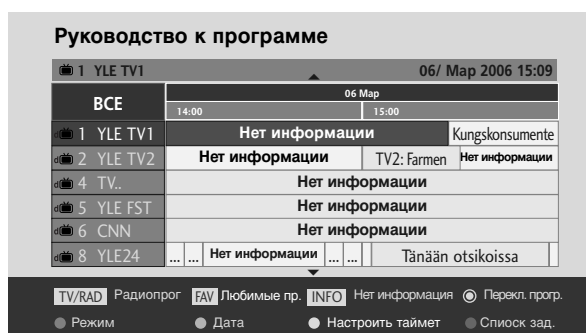 Руководство к программе
1 YLE TV1 06/ Мар 2006 15:09
ВСЕ 06 Мар
14:00 15:00
1 YLE TV1 Нет информации Kungskonsumente
2 YLE TV2 Нет информации TV2: Farmen Нет информации
4 TV.. Нет информации
5 YLE FST Нет информации
6 CNN Нет информации
8 YLE24 ... ... Нет информации ... ... Tänään otsikoissa
TV/RAD Радиопрог FAV Любимые пр. INFO Нет информация Перекл. прогр.
Режим Дата Настроить таймет Спиоск зад.